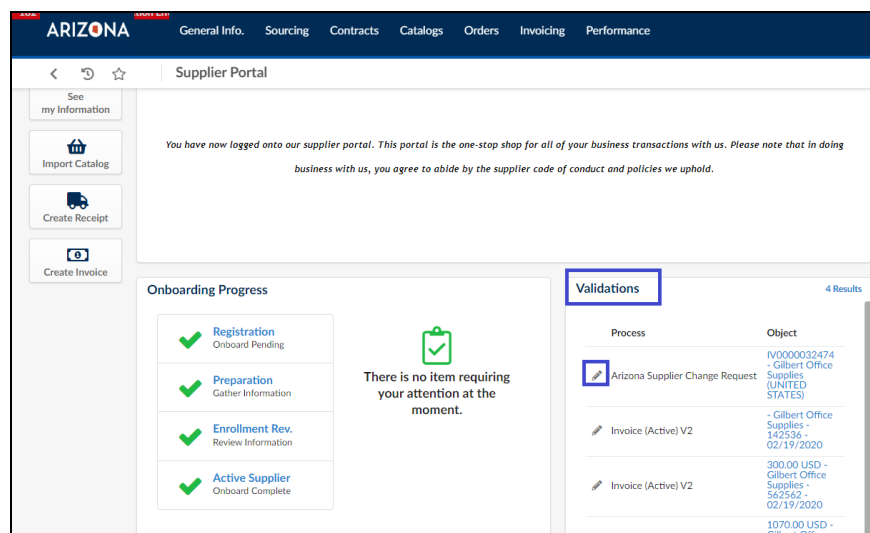 ARIZONA
General Info.
Sourcing
Contracts
Catalogs
Orders
Invoicing
Performance
Supplier Portal
See
my Information
Import Catalog
Create Receipt
Create Invoice
You have now logged onto our supplier portal. This portal is the one-stop shop for all of your business transactions with us. Please note that in doing
business with us, you agree to abide by the supplier code of conduct and policies we uphold.
Onboarding Progress
Registration
Onboard Pending
Preparation
Gather Information
Enrollment Rev.
Review Information
Active Supplier
Onboard Complete
There is no item requiring
your attention at the
moment.
Validations
4 Results
Process
Object
Arizona Supplier Change Request
IV0000032474
- Gilbert Office
Supplies
(UNITED
STATES)
Invoice (Active) V2
- Gilbert Office
Supplies -
142536 -
02/19/2020
Invoice (Active) V2
300.00 USD -
Gilbert Office
Supplies -
562562 -
02/19/2020
1070.00 USD -